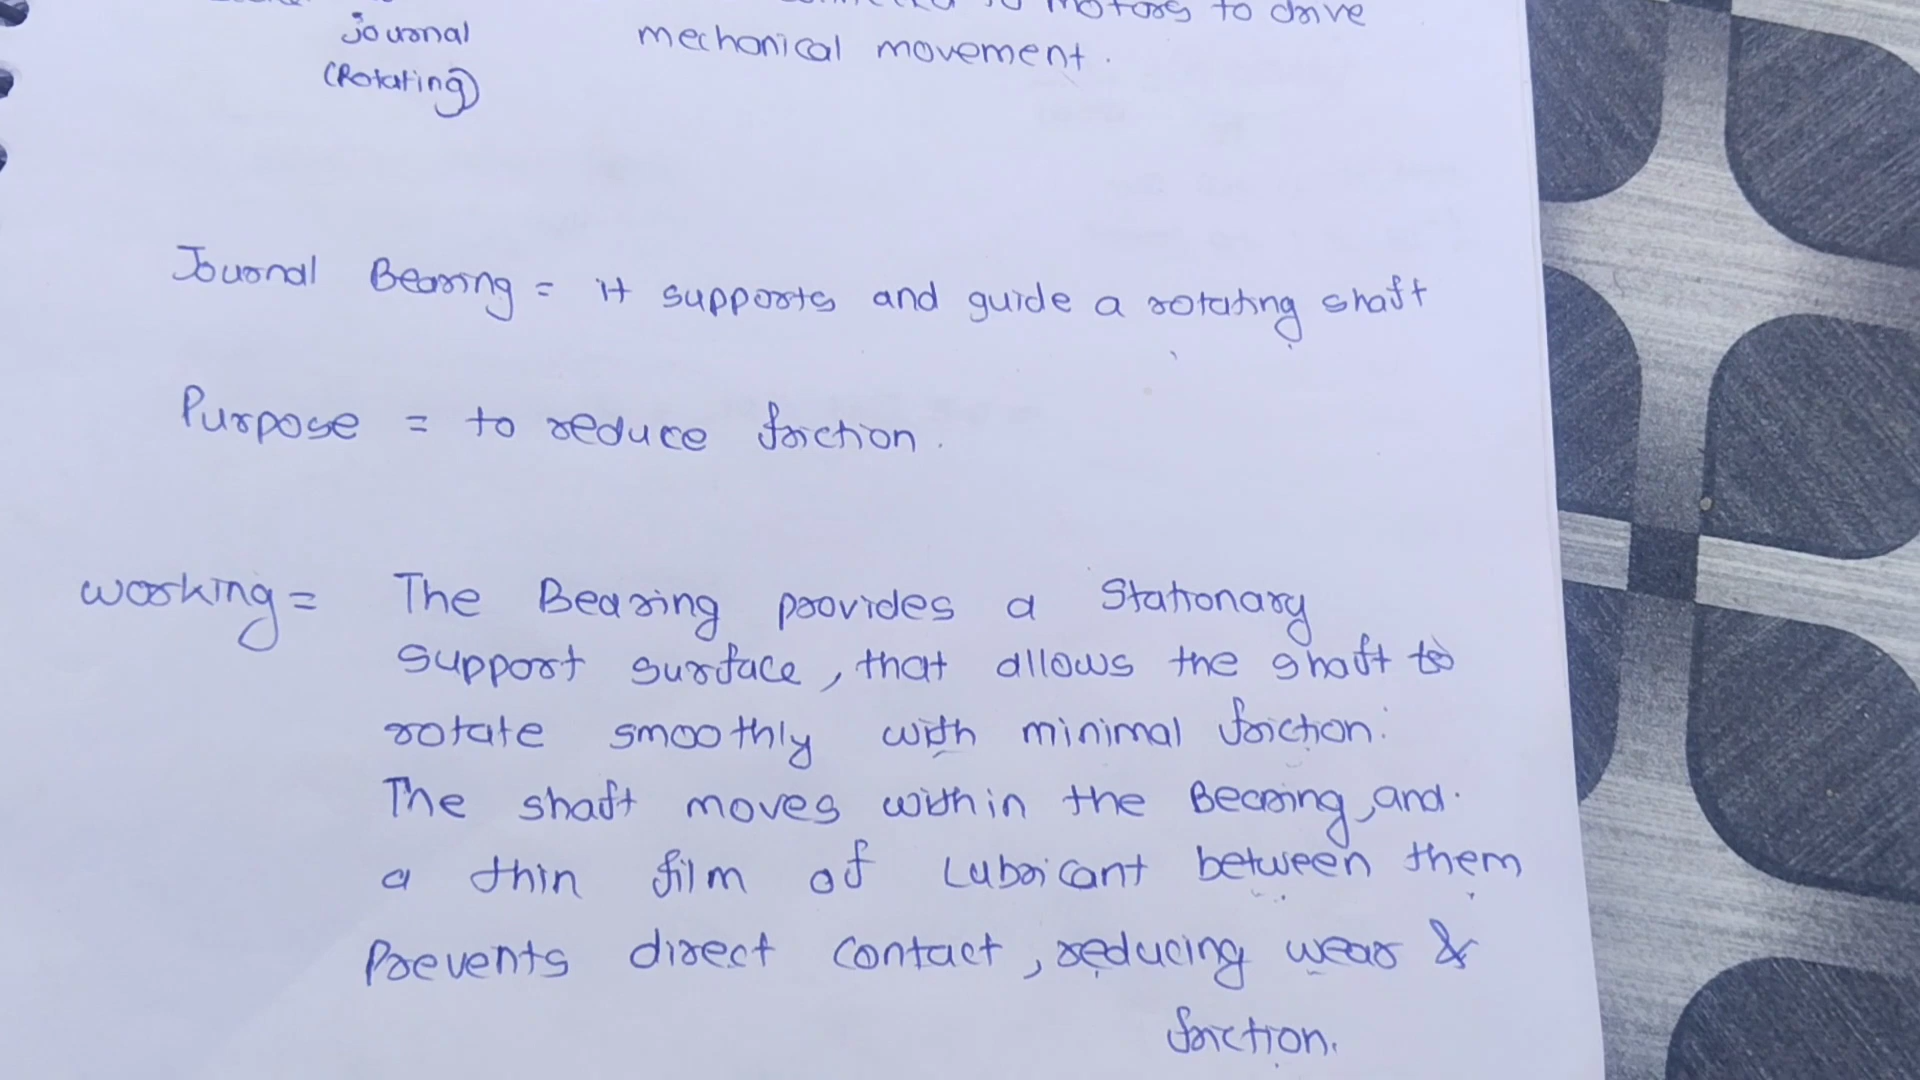 to drive
journal
mechanical movement.
(Rotating)
Journal Bearing = it supports and guide a rotating shaft
Purpose = to reduce friction.
working = The Bearing provides a Stationary
support surface, that allows the shaft to
rotate smoothly with minimal friction.
The shaft moves within the Bearing, and
a thin film of Lubricant between them
Prevents direct contact, reducing wear &
friction.